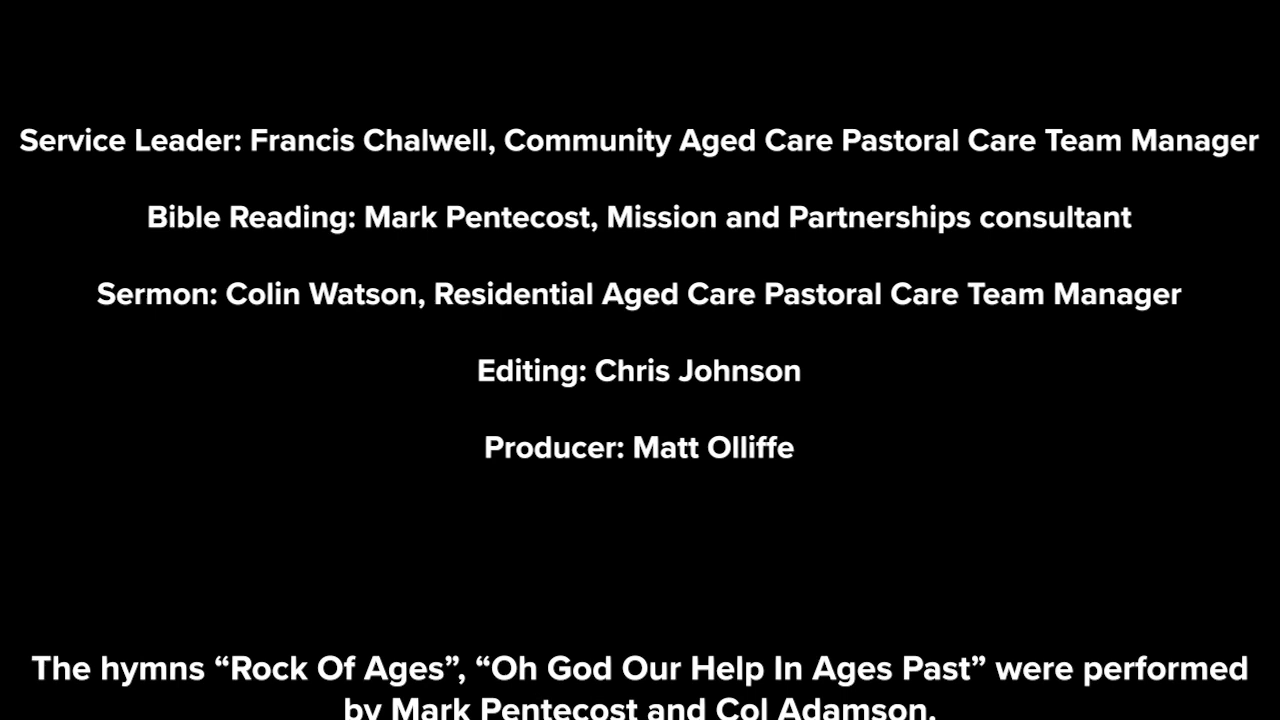 Service Leader: Francis Chalwell, Community Aged Care Pastoral Care Team Manager
Bible Reading: Mark Pentecost, Mission and Partnerships consultant
Sermon: Colin Watson, Residential Aged Care Pastoral Care Team Manager
Editing: Chris Johnson
Producer: Matt Olliffe
The hymns “Rock Of Ages”, “Oh God Our Help In Ages Past” were performed
by Mark Pentecost and Col Adamson.